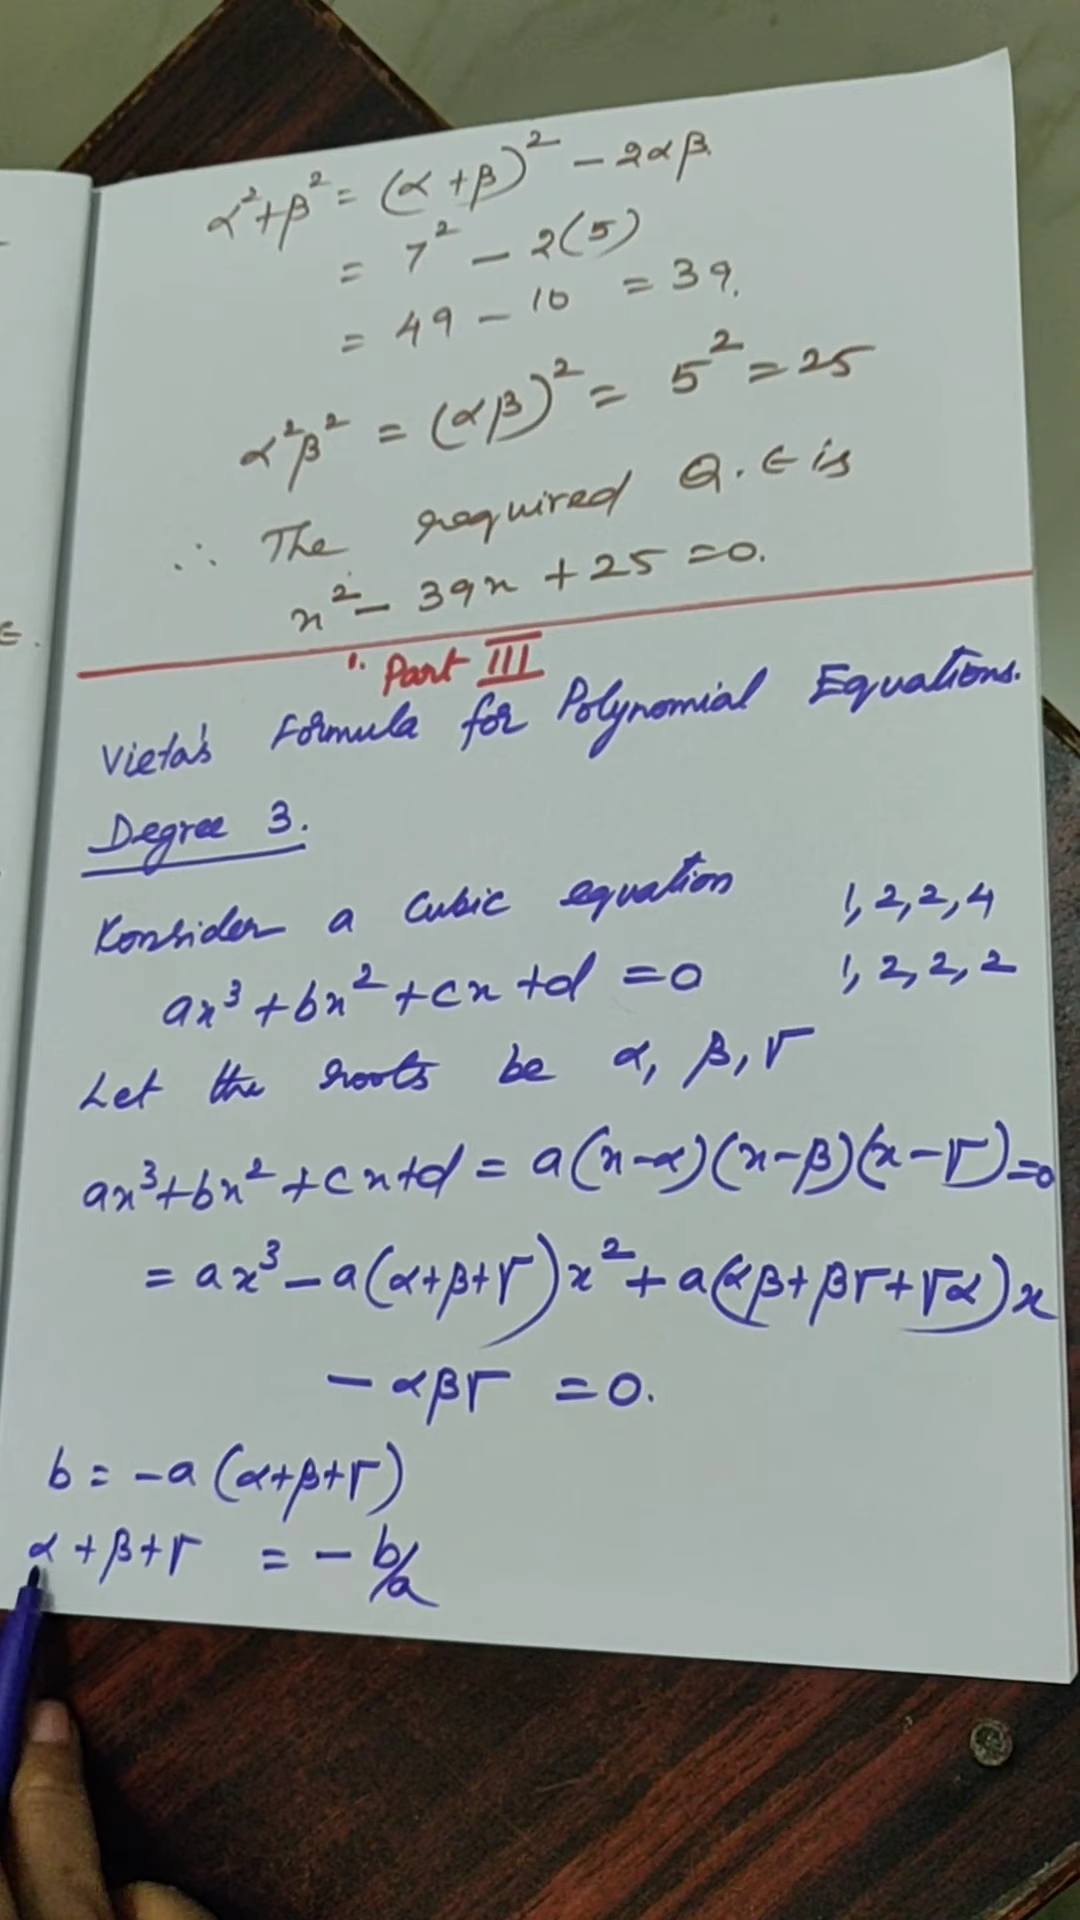 α²+β² = (α+β)² − 2αβ.
= 7² − 2(5)
= 49 − 10 = 39.
α²β² = (αβ)² = 5² = 25
∴ The required Q.E is
x² − 39x + 25 = 0.
1. Part III
Vieta's Formula for Polynomial Equations.
Degree 3.
Konsider a Cubic equation
1, 2, 2, 4
ax³ + bx² + cx + d = 0
1, 2, 2, 2
Let the roots be α, β, Γ
ax³+bx²+cx+d = a(x−α)(x−β)(x−Γ)=0
= ax³ − a(α+β+Γ)x² + a(αβ+βΓ+Γα)x
− αβΓ = 0.
b = −a(α+β+Γ)
α+β+Γ = − b/a